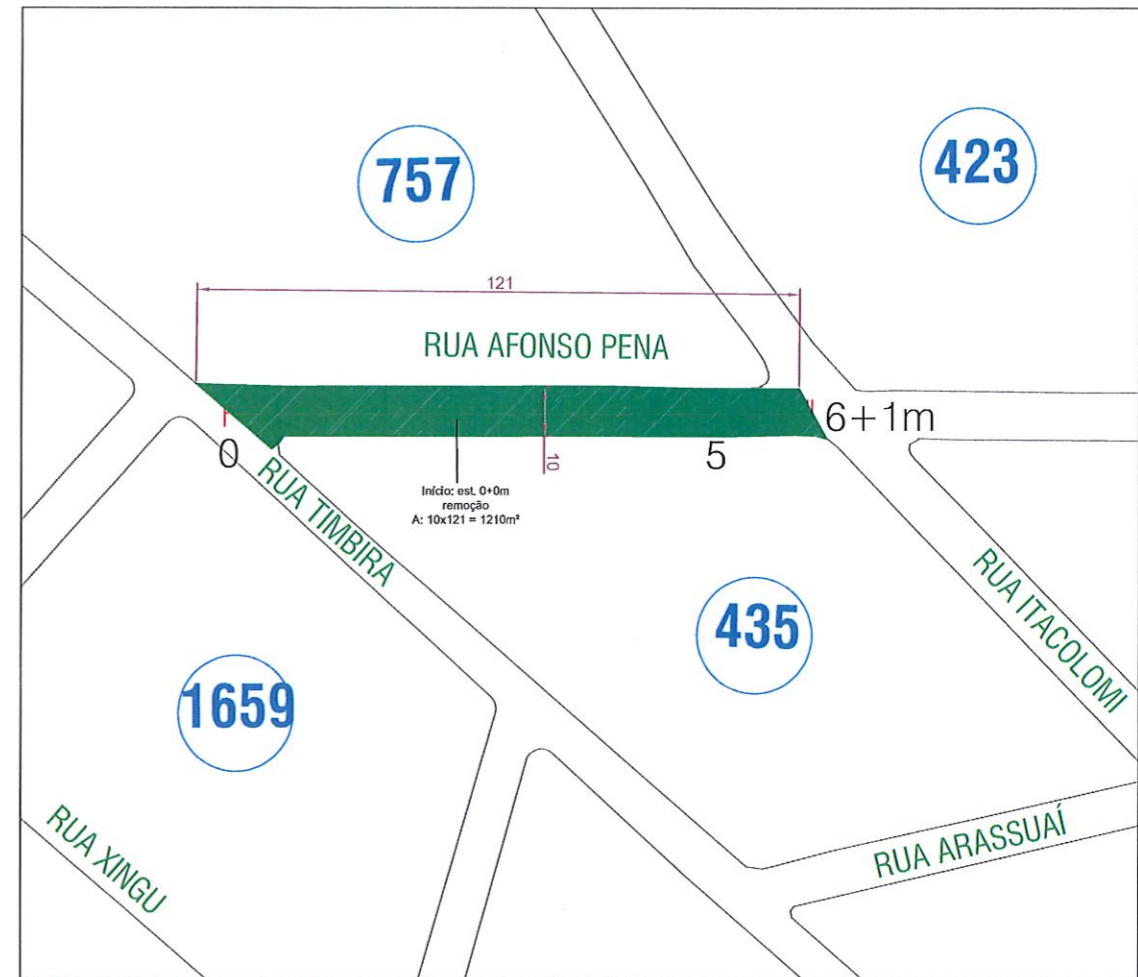 757
423
121
RUA AFONSO PENA
6+1m
0
5
10
RUA TIMBIRA
Início: est. 0+0m
remoção
A: 10x121 = 1210m²
RUA ITACOLOMI
435
1659
RUA XINGU
RUA ARASSUAÍ